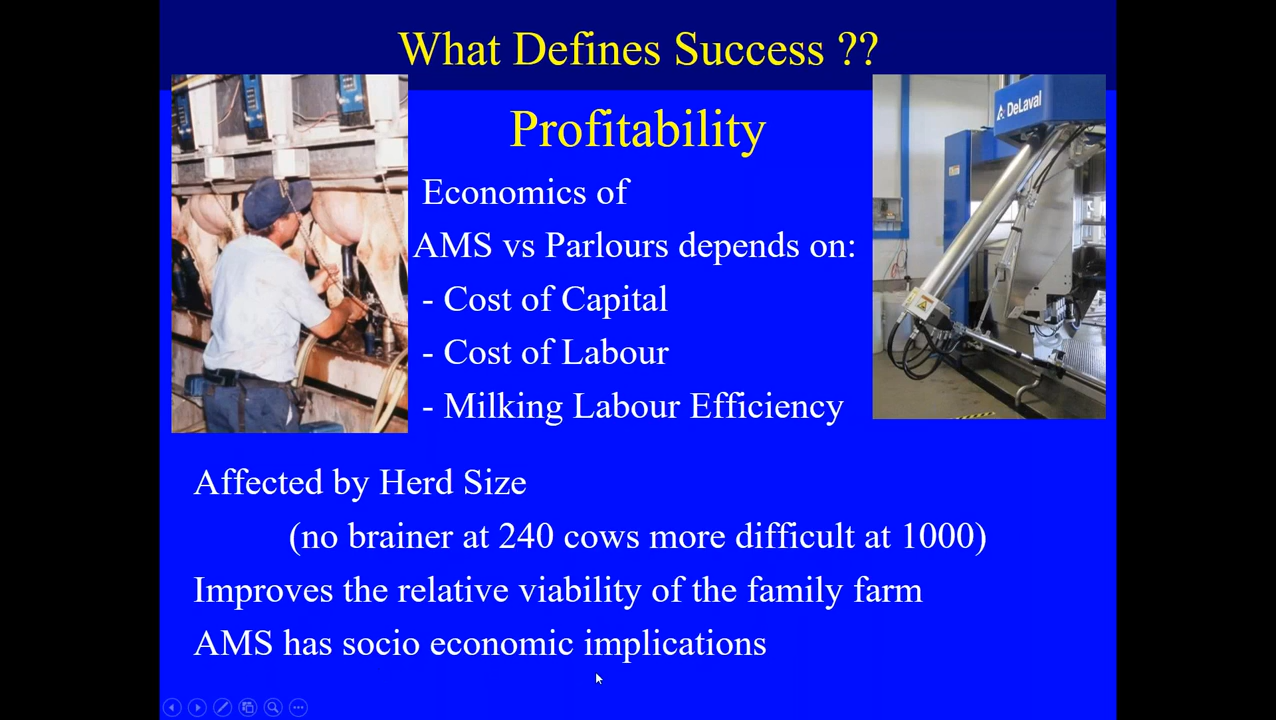 What Defines Success ??
Profitability
DeLaval
Economics of
AMS vs Parlours depends on:
- Cost of Capital
- Cost of Labour
- Milking Labour Efficiency
Affected by Herd Size
(no brainer at 240 cows more difficult at 1000)
Improves the relative viability of the family farm
AMS has socio economic implications